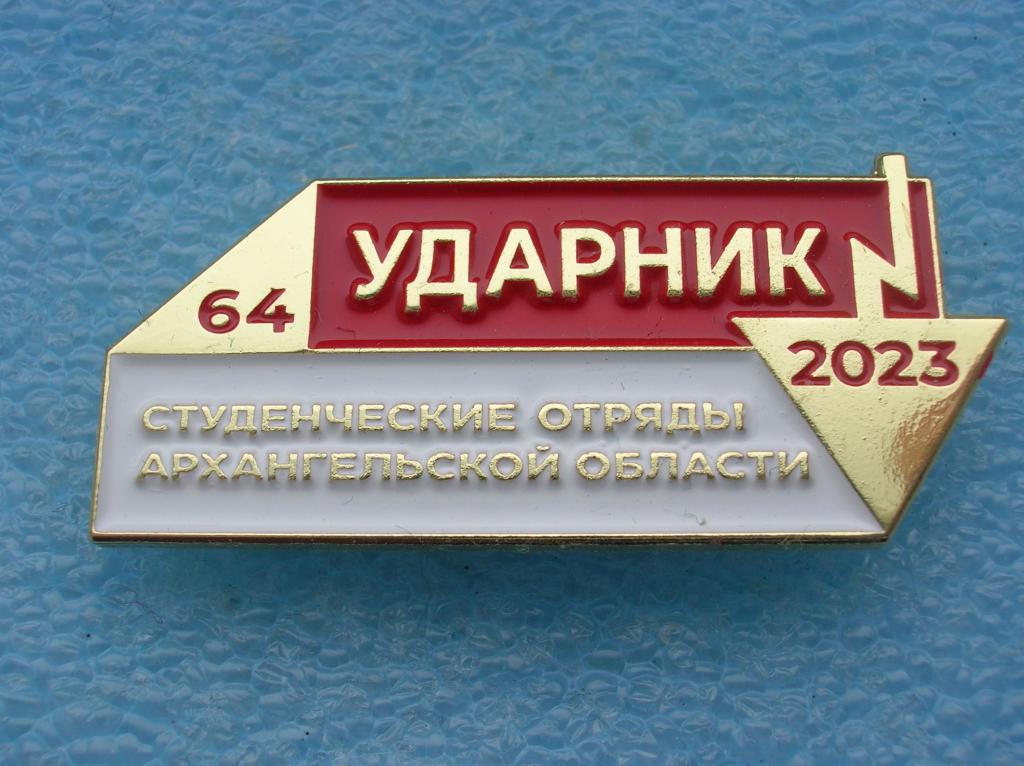 УДАРНИК
64
2023
СТУДЕНЧЕСКИЕ ОТРЯДЫ
АРХАНГЕЛЬСКОЙ ОБЛАСТИ